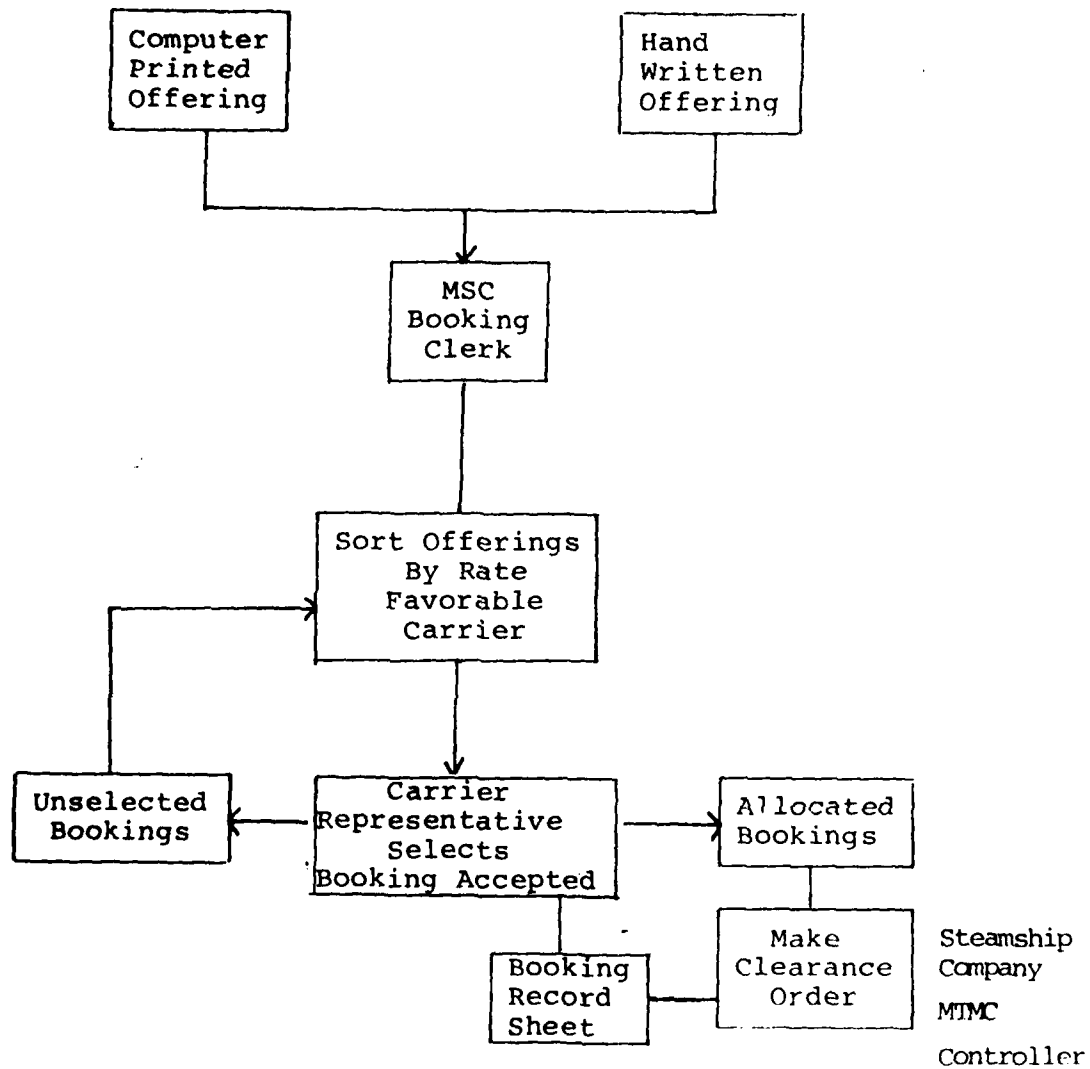 Computer
Printed
Offering
Hand
Written
Offering
MSC
Booking
Clerk
Sort Offerings
By Rate
Favorable
Carrier
Unselected
Bookings
Carrier
Representative
Selects
Booking Accepted
Allocated
Bookings
Booking
Record
Sheet
Make
Clearance
Order
Steamship
Company
MTMC
Controller